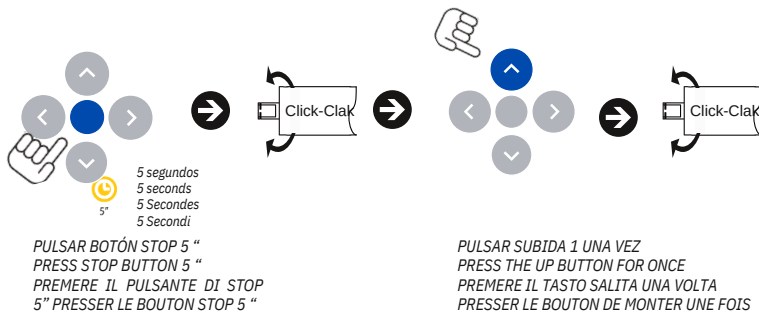 Click-Clak
Click-Clak
5 segundos
5 seconds
5 Secondes
5 Secondi
5"
PULSAR BOTÓN STOP 5 “
PRESS STOP BUTTON 5 “
PREMERE IL PULSANTE DI STOP
5” PRESSER LE BOUTON STOP 5 “
PULSAR SUBIDA 1 UNA VEZ
PRESS THE UP BUTTON FOR ONCE
PREMERE IL TASTO SALITA UNA VOLTA
PRESSER LE BOUTON DE MONTER UNE FOIS